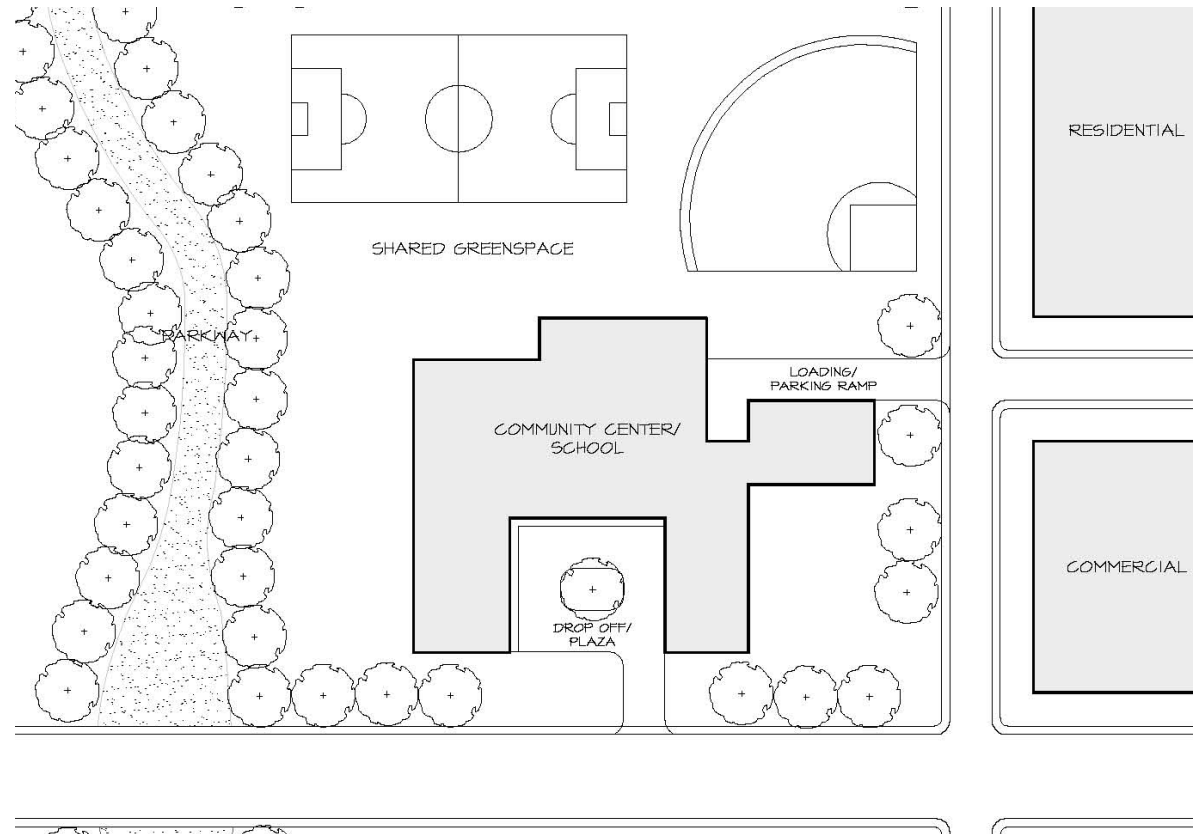 RESIDENTIAL
SHARED GREENSPACE
PARKWAY
LOADING/
PARKING RAMP
COMMUNITY CENTER/
SCHOOL
COMMERCIAL
DROP OFF/
PLAZA